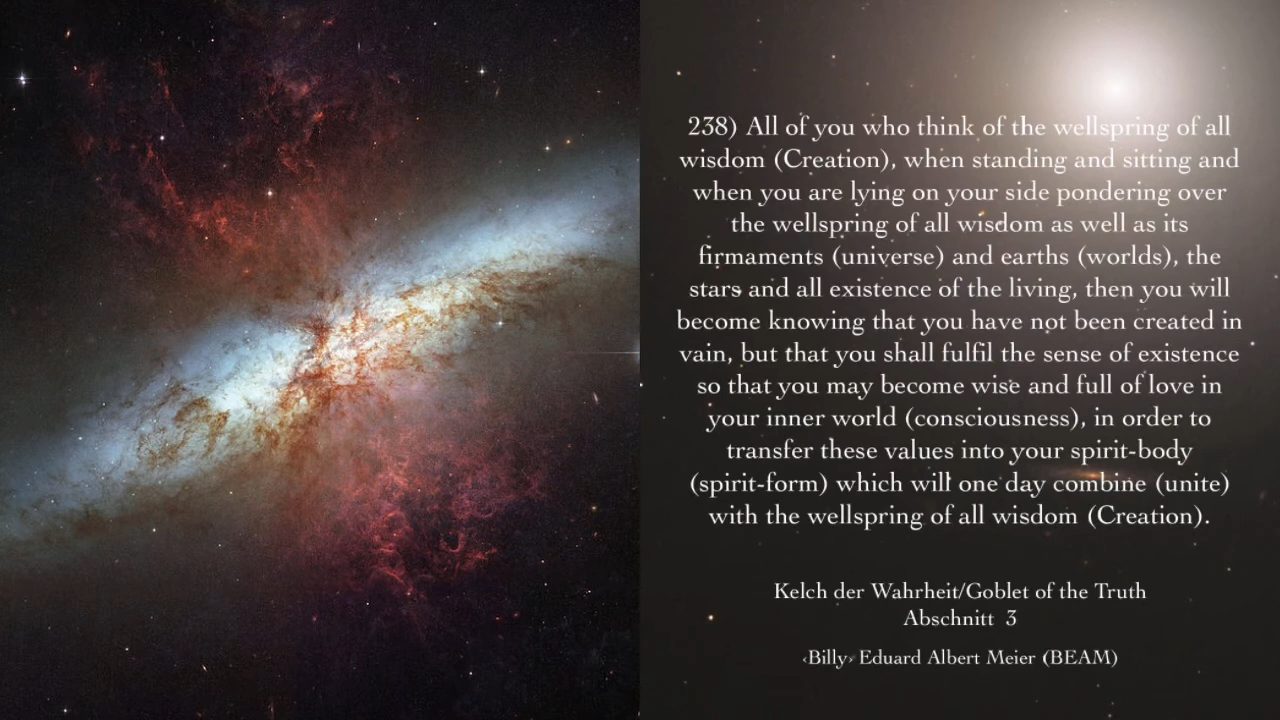 238) All of you who think of the wellspring of all
wisdom (Creation), when standing and sitting and
when you are lying on your side pondering over
the wellspring of all wisdom as well as its
firmaments (universe) and earths (worlds), the
stars and all existence of the living, then you will
become knowing that you have not been created in
vain, but that you shall fulfil the sense of existence
so that you may become wise and full of love in
your inner world (consciousness), in order to
transfer these values into your spirit-body
(spirit-form) which will one day combine (unite)
with the wellspring of all wisdom (Creation).
Kelch der Wahrheit/Goblet of the Truth
Abschnitt 3
‹Billy› Eduard Albert Meier (BEAM)